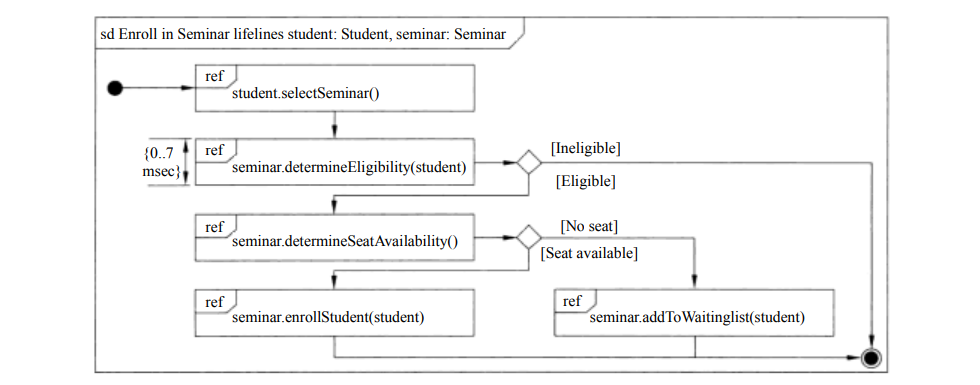 sd Enroll in Seminar lifelines student: Student, seminar: Seminar
ref
student.selectSeminar()
{0..7
msec}
ref
seminar.determineEligibility(student)
[Ineligible]
[Eligible]
ref
seminar.determineSeatAvailability()
[No seat]
[Seat available]
ref
seminar.enrollStudent(student)
ref
seminar.addToWaitinglist(student)